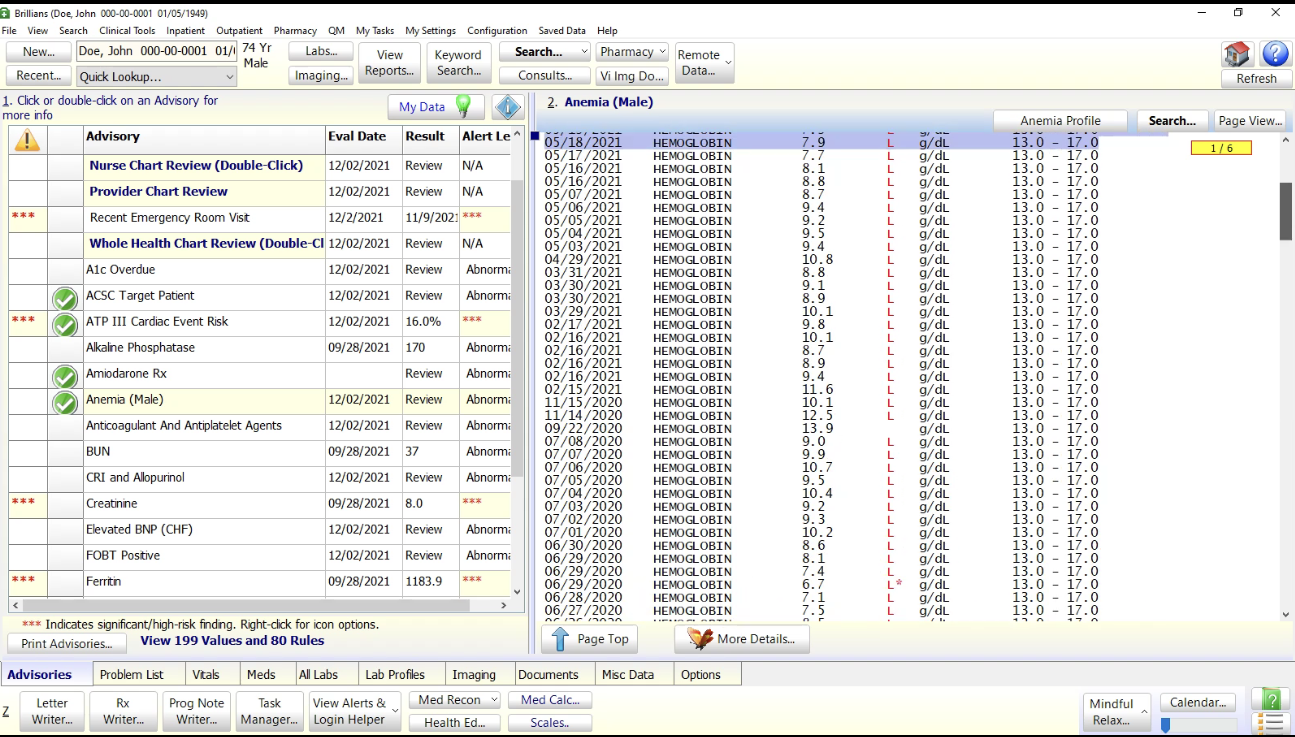 Brillians (Doe, John 000-00-0001 01/05/1949)
File View Search Clinical Tools Inpatient Outpatient Pharmacy QM My Tasks My Settings Configuration Saved Data Help
New... Doe, John 000-00-0001 01/ 74 Yr Male Labs... View Reports... Keyword Search... Search... Pharmacy Remote Data...
Recent... Quick Lookup... Imaging... Consults... Vi Img Do... Refresh
1. Click or double-click on an Advisory for
more info
My Data
Advisory Eval Date Result Alert Le
Nurse Chart Review (Double-Click) 12/02/2021 Review N/A
Provider Chart Review 12/02/2021 Review N/A
*** Recent Emergency Room Visit 12/2/2021 11/9/2021 ***
Whole Health Chart Review (Double-Cl 12/02/2021 Review N/A
A1c Overdue 12/02/2021 Review Abnorma
ACSC Target Patient 12/02/2021 Review Abnorma
*** ATP III Cardiac Event Risk 12/02/2021 16.0% ***
Alkaline Phosphatase 09/28/2021 170 Abnorma
Amiodarone Rx Review Abnorma
Anemia (Male) 12/02/2021 Review Abnorma
Anticoagulant And Antiplatelet Agents 12/02/2021 Review Abnorma
BUN 09/28/2021 37 Abnorma
CRI and Allopurinol 12/02/2021 Review Abnorma
*** Creatinine 09/28/2021 8.0 ***
Elevated BNP (CHF) 12/02/2021 Review Abnorma
FOBT Positive 12/02/2021 Review Abnorma
*** Ferritin 09/28/2021 1183.9 ***
*** Indicates significant/high-risk finding. Right-click for icon options.
Print Advisories... View 199 Values and 80 Rules
2. Anemia (Male)
Anemia Profile Search... Page View...
1 / 6
05/18/2021 HEMOGLOBIN 7.9 L g/dL 13.0 - 17.0
05/17/2021 HEMOGLOBIN 7.7 L g/dL 13.0 - 17.0
05/16/2021 HEMOGLOBIN 8.1 L g/dL 13.0 - 17.0
05/16/2021 HEMOGLOBIN 8.8 L g/dL 13.0 - 17.0
05/07/2021 HEMOGLOBIN 8.7 L g/dL 13.0 - 17.0
05/06/2021 HEMOGLOBIN 9.4 L g/dL 13.0 - 17.0
05/05/2021 HEMOGLOBIN 9.2 L g/dL 13.0 - 17.0
05/04/2021 HEMOGLOBIN 9.5 L g/dL 13.0 - 17.0
05/03/2021 HEMOGLOBIN 9.4 L g/dL 13.0 - 17.0
04/29/2021 HEMOGLOBIN 10.8 L g/dL 13.0 - 17.0
03/31/2021 HEMOGLOBIN 8.8 L g/dL 13.0 - 17.0
03/30/2021 HEMOGLOBIN 9.1 L g/dL 13.0 - 17.0
03/30/2021 HEMOGLOBIN 8.9 L g/dL 13.0 - 17.0
03/29/2021 HEMOGLOBIN 10.1 L g/dL 13.0 - 17.0
02/17/2021 HEMOGLOBIN 9.8 L g/dL 13.0 - 17.0
02/16/2021 HEMOGLOBIN 10.1 L g/dL 13.0 - 17.0
02/16/2021 HEMOGLOBIN 8.7 L g/dL 13.0 - 17.0
02/16/2021 HEMOGLOBIN 8.9 L g/dL 13.0 - 17.0
02/16/2021 HEMOGLOBIN 9.4 L g/dL 13.0 - 17.0
02/15/2021 HEMOGLOBIN 11.6 L g/dL 13.0 - 17.0
11/15/2020 HEMOGLOBIN 10.1 L g/dL 13.0 - 17.0
11/14/2020 HEMOGLOBIN 12.5 L g/dL 13.0 - 17.0
09/22/2020 HEMOGLOBIN 13.9 g/dL 13.0 - 17.0
07/08/2020 HEMOGLOBIN 9.0 L g/dL 13.0 - 17.0
07/07/2020 HEMOGLOBIN 9.9 L g/dL 13.0 - 17.0
07/06/2020 HEMOGLOBIN 10.7 L g/dL 13.0 - 17.0
07/05/2020 HEMOGLOBIN 9.5 L g/dL 13.0 - 17.0
07/04/2020 HEMOGLOBIN 10.4 L g/dL 13.0 - 17.0
07/03/2020 HEMOGLOBIN 9.2 L g/dL 13.0 - 17.0
07/02/2020 HEMOGLOBIN 9.3 L g/dL 13.0 - 17.0
07/01/2020 HEMOGLOBIN 10.2 L g/dL 13.0 - 17.0
06/30/2020 HEMOGLOBIN 8.6 L g/dL 13.0 - 17.0
06/29/2020 HEMOGLOBIN 8.1 L g/dL 13.0 - 17.0
06/29/2020 HEMOGLOBIN 7.4 L g/dL 13.0 - 17.0
06/29/2020 HEMOGLOBIN 6.7 L* g/dL 13.0 - 17.0
06/28/2020 HEMOGLOBIN 7.1 L g/dL 13.0 - 17.0
06/27/2020 HEMOGLOBIN 7.5 L g/dL 13.0 - 17.0
Page Top More Details...
Advisories Problem List Vitals Meds All Labs Lab Profiles Imaging Documents Misc Data Options
Z Letter Writer... Rx Writer... Prog Note Writer... Task Manager... View Alerts & Login Helper Med Recon Med Calc... Mindful Relax... Calendar...
Health Ed... Scales..